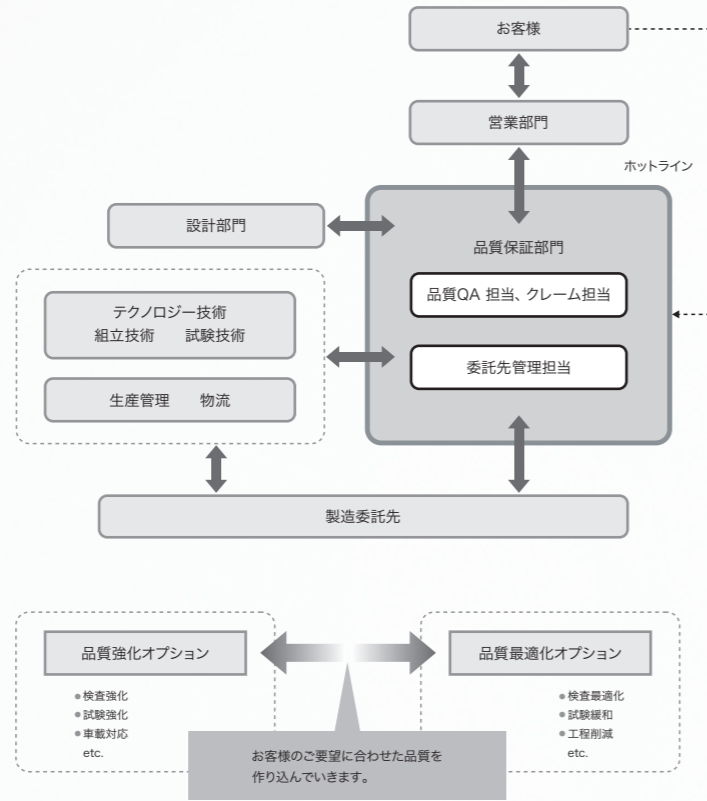 お客様
営業部門
ホットライン
設計部門
品質保証部門
品質QA 担当、クレーム担当
テクノロジー技術
組立技術　　試験技術
委託先管理担当
生産管理　　物流
製造委託先
品質強化オプション
●検査強化
●試験強化
●車載対応
etc.
品質最適化オプション
●検査最適化
●試験緩和
●工程削減
etc.
お客様のご要望に合わせた品質を
作り込んでいきます。